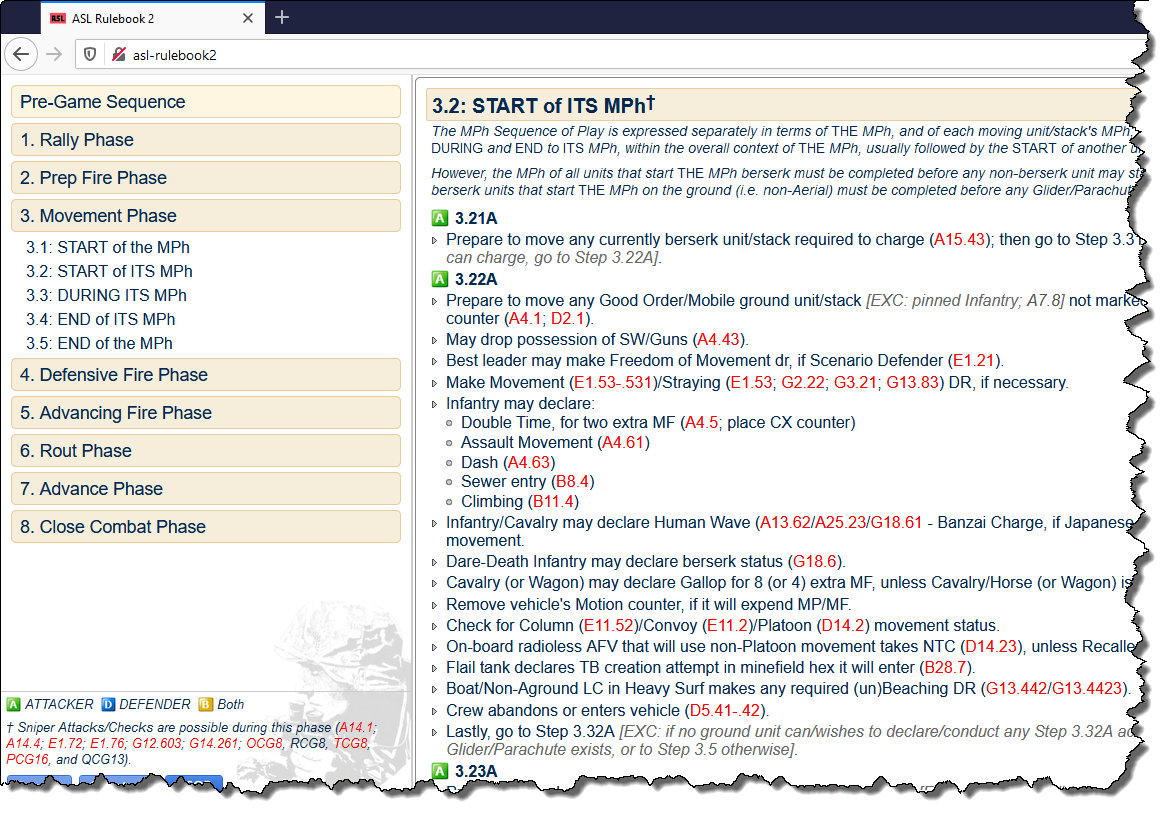 ASL ASL Rulebook 2
asl-rulebook2
Pre-Game Sequence
1. Rally Phase
2. Prep Fire Phase
3. Movement Phase
3.1: START of the MPh
3.2: START of ITS MPh
3.3: DURING ITS MPh
3.4: END of ITS MPh
3.5: END of the MPh
4. Defensive Fire Phase
5. Advancing Fire Phase
6. Rout Phase
7. Advance Phase
8. Close Combat Phase
A ATTACKER D DEFENDER B Both
† Sniper Attacks/Checks are possible during this phase (A14.1;
A14.4; E1.72; E1.76; G12.603; G14.261; OCG8, RCG8, TCG8,
PCG16, and QCG13).
3.2: START of ITS MPh†
The MPh Sequence of Play is expressed separately in terms of THE MPh, and of each moving unit/stack's MPh,
DURING and END to ITS MPh, within the overall context of THE MPh, usually followed by the START of another
However, the MPh of all units that start THE MPh berserk must be completed before any non-berserk unit may
berserk units that start THE MPh on the ground (i.e. non-Aerial) must be completed before any Glider/Parachut
A 3.21A
Prepare to move any currently berserk unit/stack required to charge (A15.43); then go to Step 3.31
can charge, go to Step 3.22A].
A 3.22A
Prepare to move any Good Order/Mobile ground unit/stack [EXC: pinned Infantry; A7.8] not marke
counter (A4.1; D2.1).
May drop possession of SW/Guns (A4.43).
Best leader may make Freedom of Movement dr, if Scenario Defender (E1.21).
Make Movement (E1.53-.531)/Straying (E1.53; G2.22; G3.21; G13.83) DR, if necessary.
Infantry may declare:
Double Time, for two extra MF (A4.5; place CX counter)
Assault Movement (A4.61)
Dash (A4.63)
Sewer entry (B8.4)
Climbing (B11.4)
Infantry/Cavalry may declare Human Wave (A13.62/A25.23/G18.61 - Banzai Charge, if Japanese
movement.
Dare-Death Infantry may declare berserk status (G18.6).
Cavalry (or Wagon) may declare Gallop for 8 (or 4) extra MF, unless Cavalry/Horse (or Wagon) is
Remove vehicle's Motion counter, if it will expend MP/MF.
Check for Column (E11.52)/Convoy (E11.2)/Platoon (D14.2) movement status.
On-board radioless AFV that will use non-Platoon movement takes NTC (D14.23), unless Recalle
Flail tank declares TB creation attempt in minefield hex it will enter (B28.7).
Boat/Non-Aground LC in Heavy Surf makes any required (un)Beaching DR (G13.442/G13.4423).
Crew abandons or enters vehicle (D5.41-.42).
Lastly, go to Step 3.32A [EXC: if no ground unit can/wishes to declare/conduct any Step 3.32A
Glider/Parachute exists, or to Step 3.5 otherwise].
A 3.23A